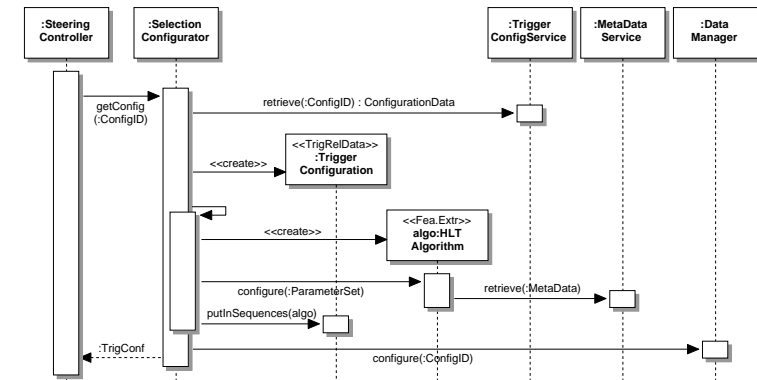 :Steering
Controller
:Selection
Configurator
:Trigger
ConfigService
:MetaData
Service
:Data
Manager
getConfig
(:ConfigID)
retrieve(:ConfigID) : ConfigurationData
<<TrigRelData>>
:Trigger
Configuration
<<create>>
<<Fea.Extr>>
algo:HLT
Algorithm
<<create>>
configure(:ParameterSet)
retrieve(:MetaData)
putInSequences(algo)
:TrigConf
configure(:ConfigID)